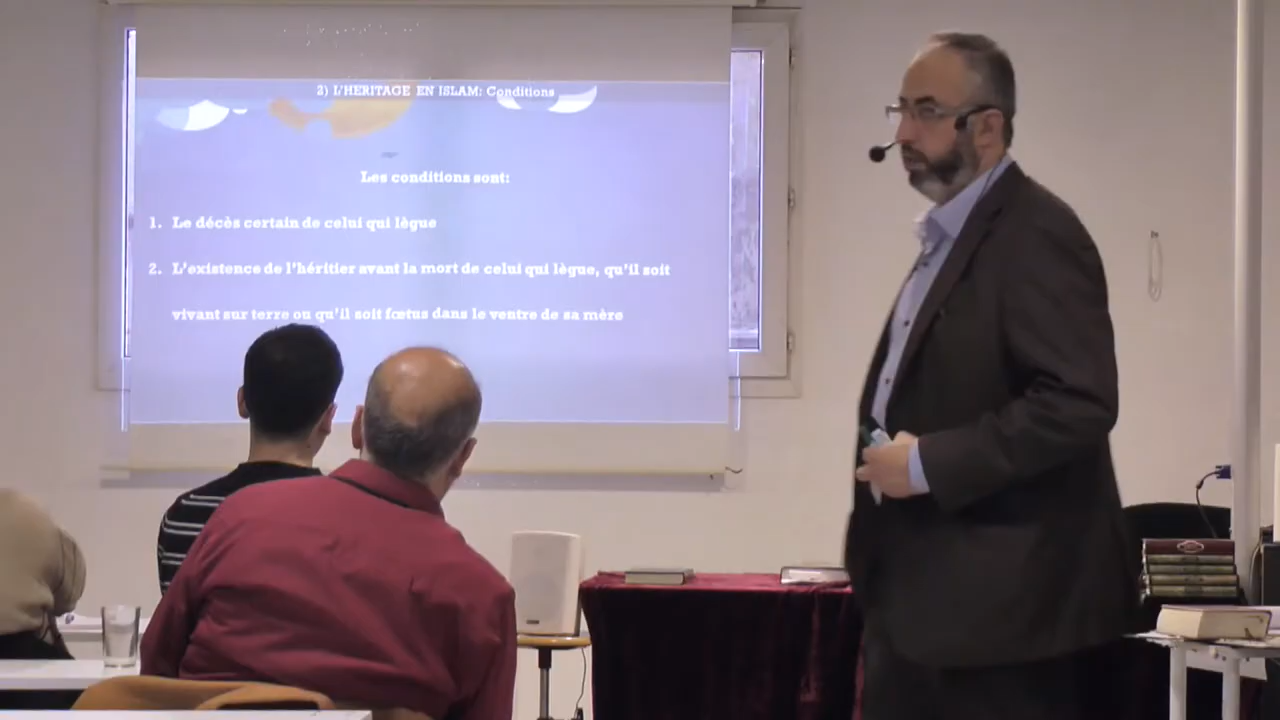 2) L'HERITAGE EN ISLAM: Conditions
Les conditions sont:
1. Le décès certain de celui qui lègue
2. L'existence de l'héritier avant la mort de celui qui lègue, qu'il soit
vivant sur terre ou qu'il soit fœtus dans le ventre de sa mère